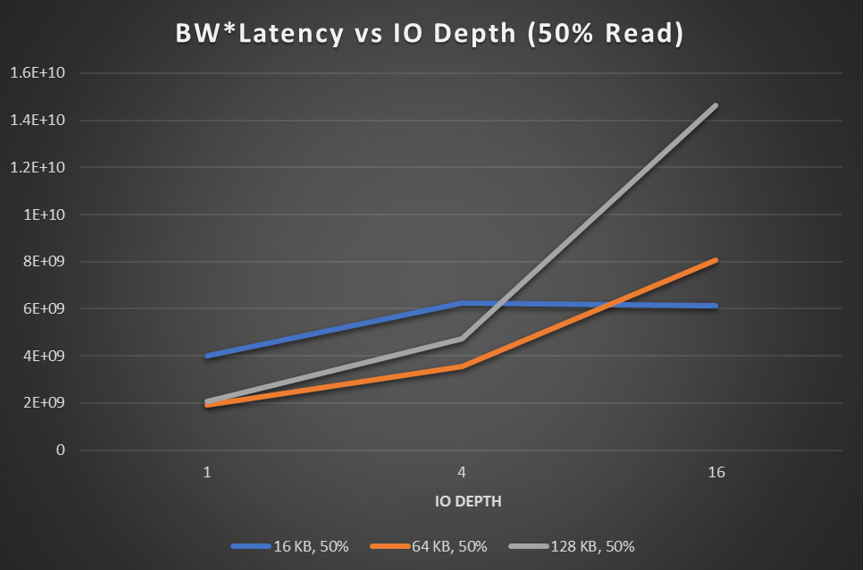 BW*Latency vs IO Depth (50% Read)
1.6E+10
1.4E+10
1.2E+10
1E+10
8E+09
6E+09
4E+09
2E+09
0
1 4 16
IO DEPTH
16 KB, 50% 64 KB, 50% 128 KB, 50%